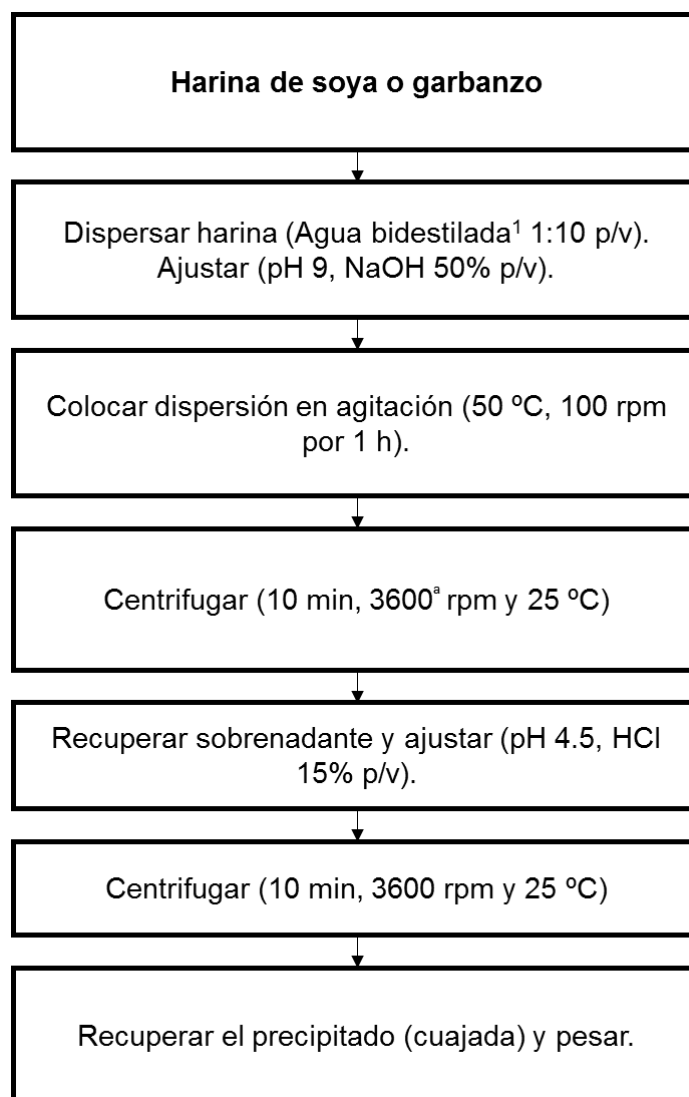 Harina de soya o garbanzo
Dispersar harina (Agua bidestilada¹ 1:10 p/v).
Ajustar (pH 9, NaOH 50% p/v).
Colocar dispersión en agitación (50 ºC, 100 rpm
por 1 h).
Centrifugar (10 min, 3600ª rpm y 25 ºC)
Recuperar sobrenadante y ajustar (pH 4.5, HCl
15% p/v).
Centrifugar (10 min, 3600 rpm y 25 ºC)
Recuperar el precipitado (cuajada) y pesar.